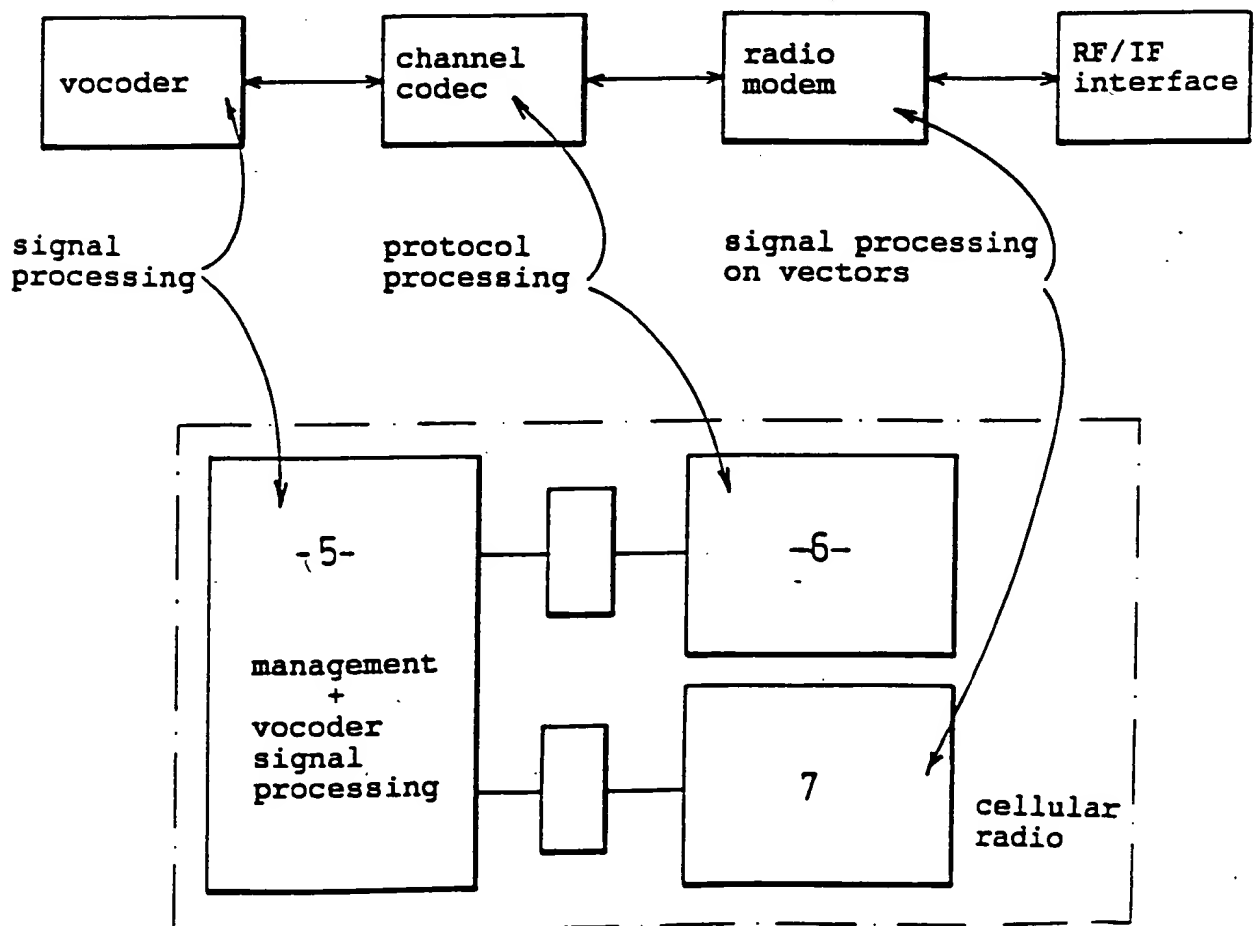 vocoder
channel
codec
radio
modem
RF/IF
interface
signal
processing
protocol
processing
signal processing
on vectors
-5-
management
+
vocoder
signal
processing
-6-
7
cellular
radio